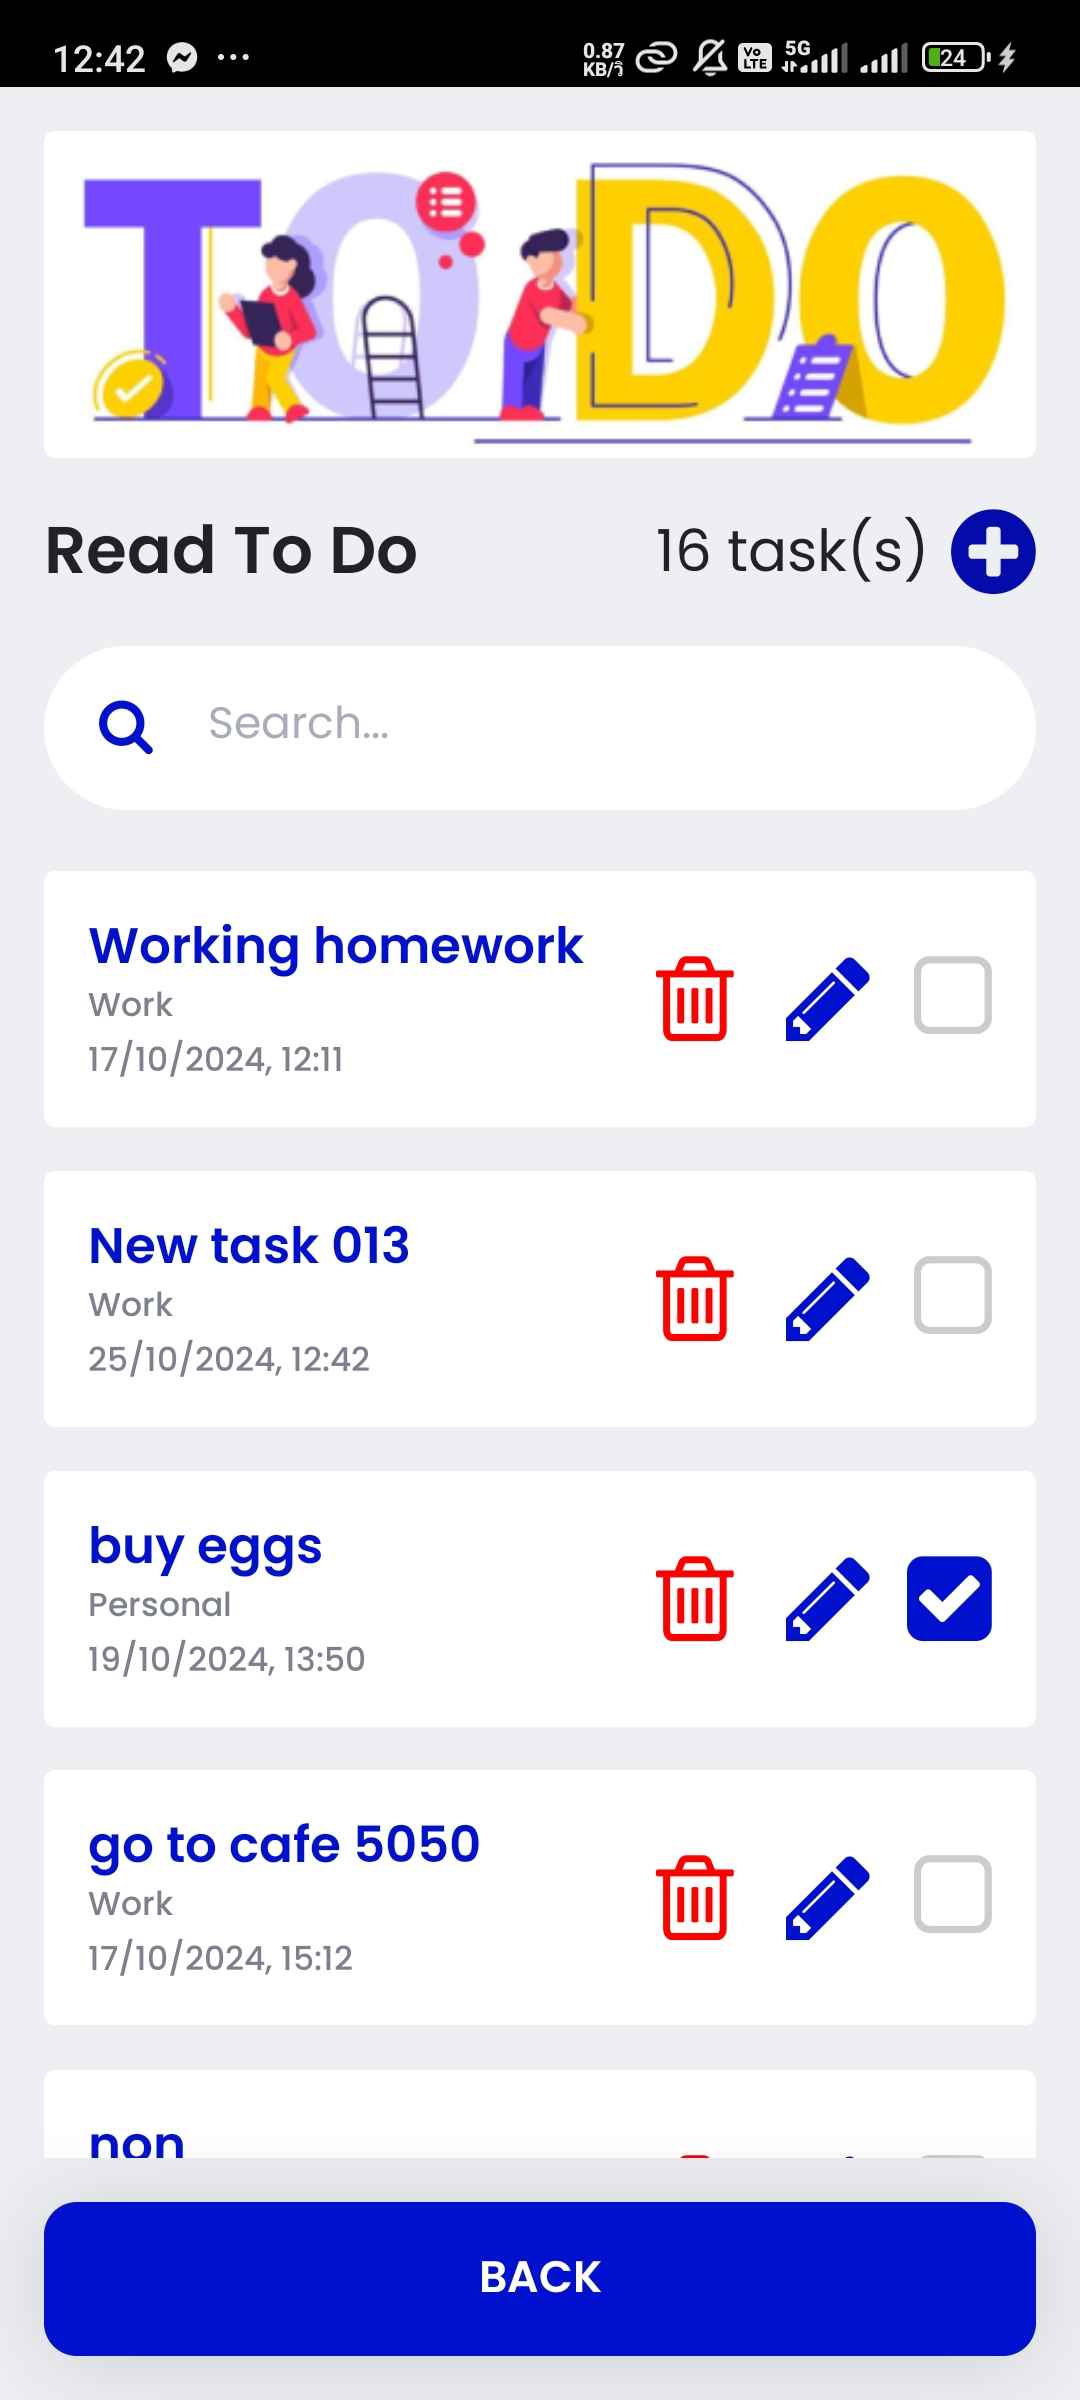 12:42
0.87
KB/วิ
Vo
LTE
5G
24
TO DO
Read To Do
16 task(s)
Search...
Working homework
Work
17/10/2024, 12:11
New task 013
Work
25/10/2024, 12:42
buy eggs
Personal
19/10/2024, 13:50
go to cafe 5050
Work
17/10/2024, 15:12
non
BACK